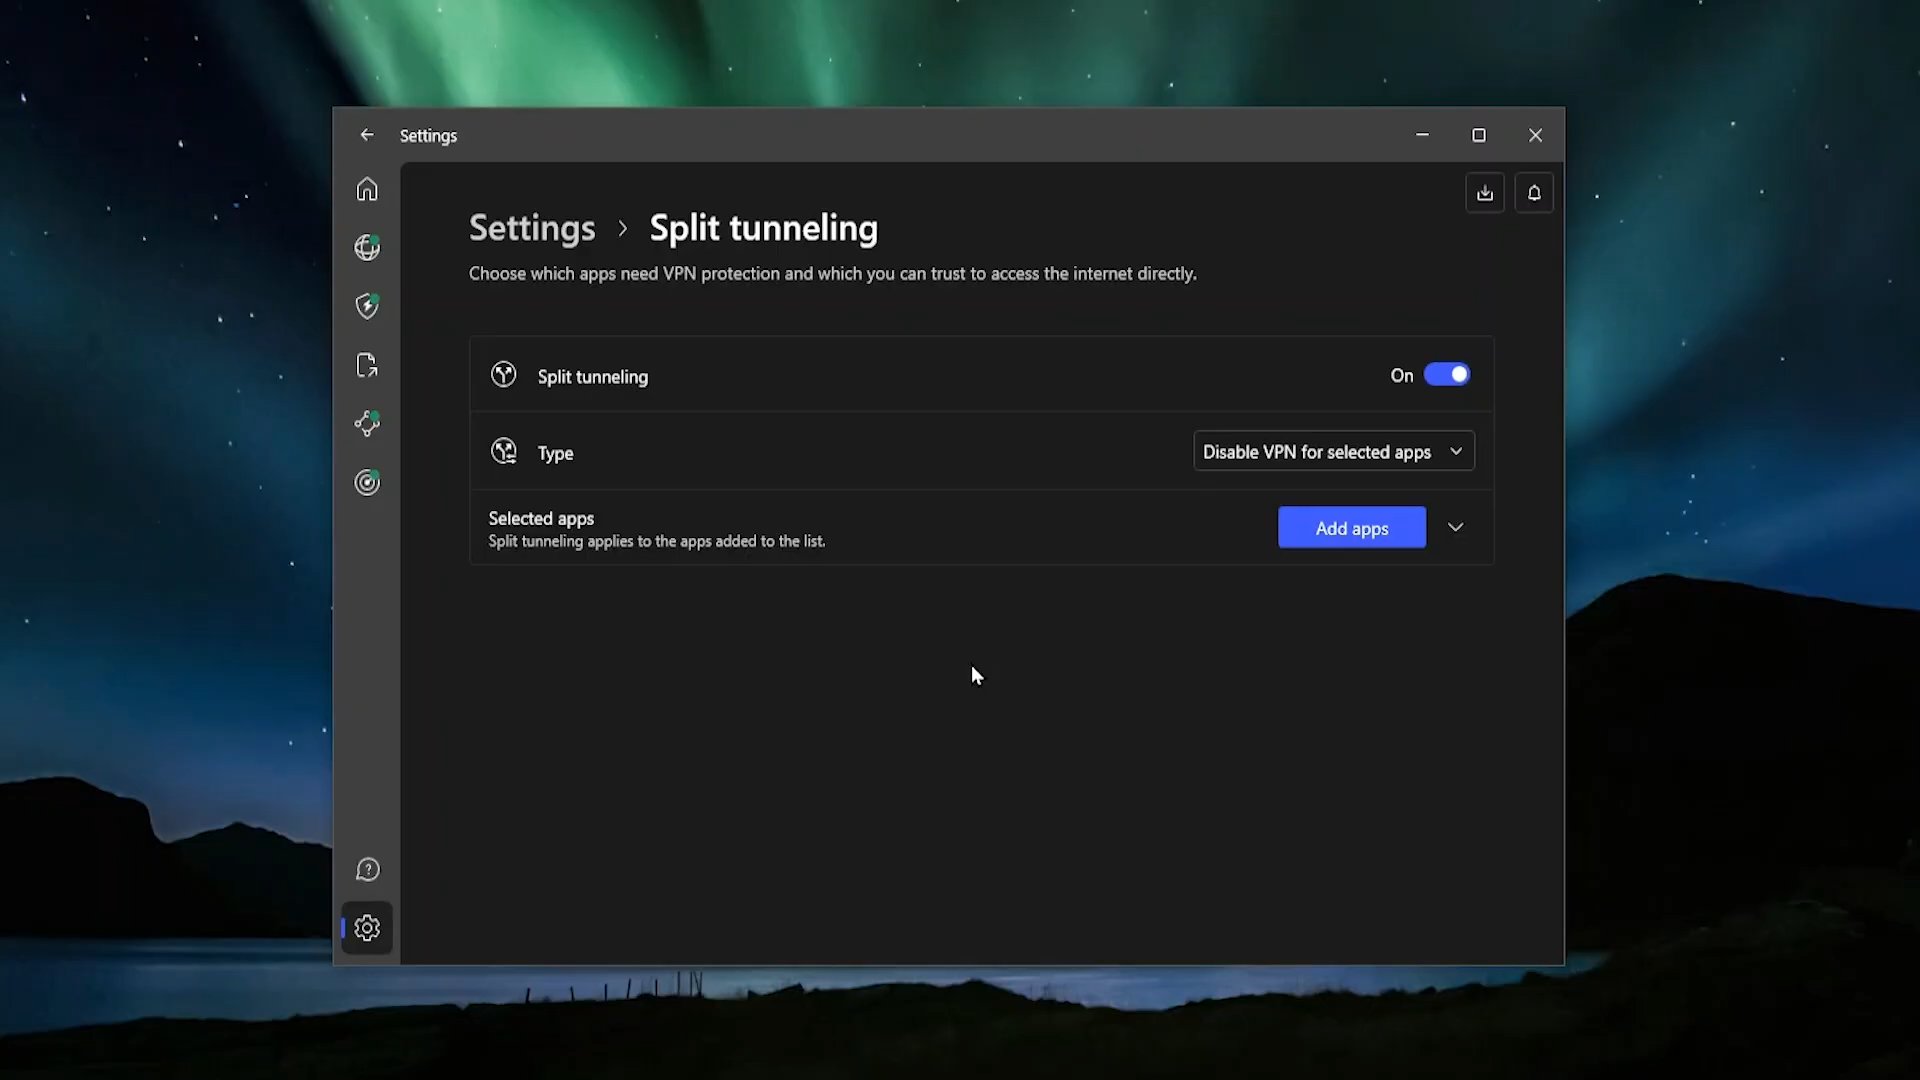 Settings
Settings > Split tunneling
Choose which apps need VPN protection and which you can trust to access the internet directly.
Split tunneling
On
Type
Disable VPN for selected apps
Selected apps
Split tunneling applies to the apps added to the list.
Add apps